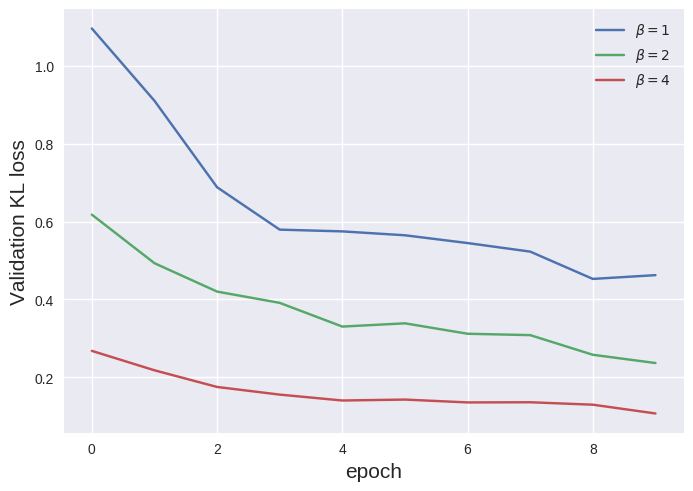 β = 1
β = 2
β = 4
1.0
0.8
0.6
0.4
0.2
Validation KL loss
0 2 4 6 8
epoch